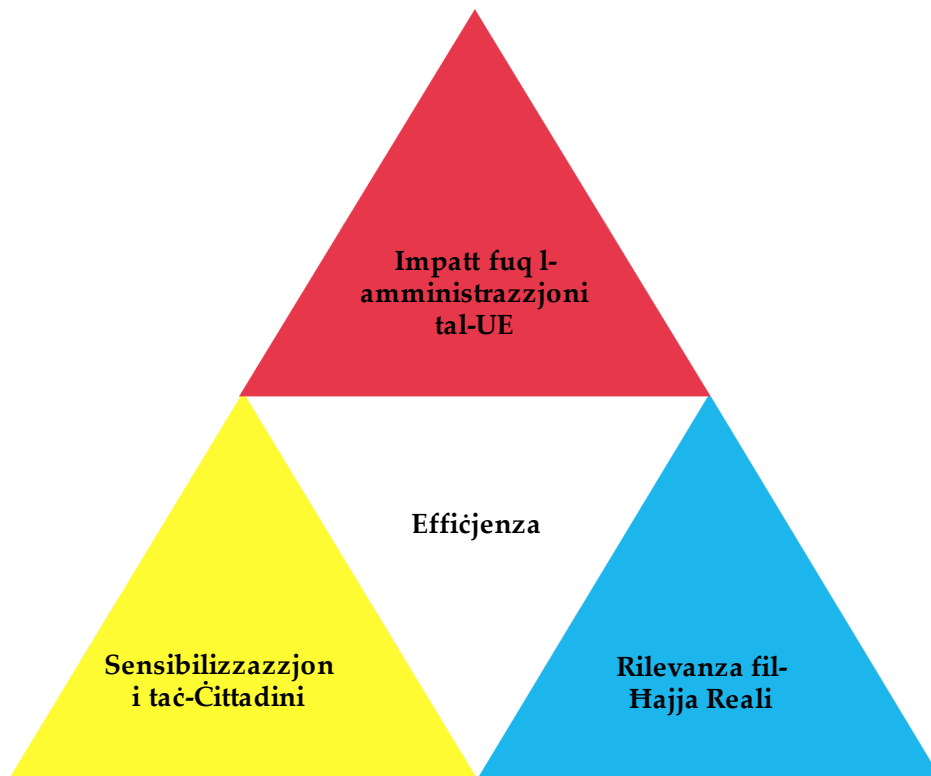 Impatt fuq l-
amministrazzjoni
tal-UE
Effiċjenza
Sensibilizzazzjon
i taċ-Ċittadini
Rilevanza fil-
Ħajja Reali